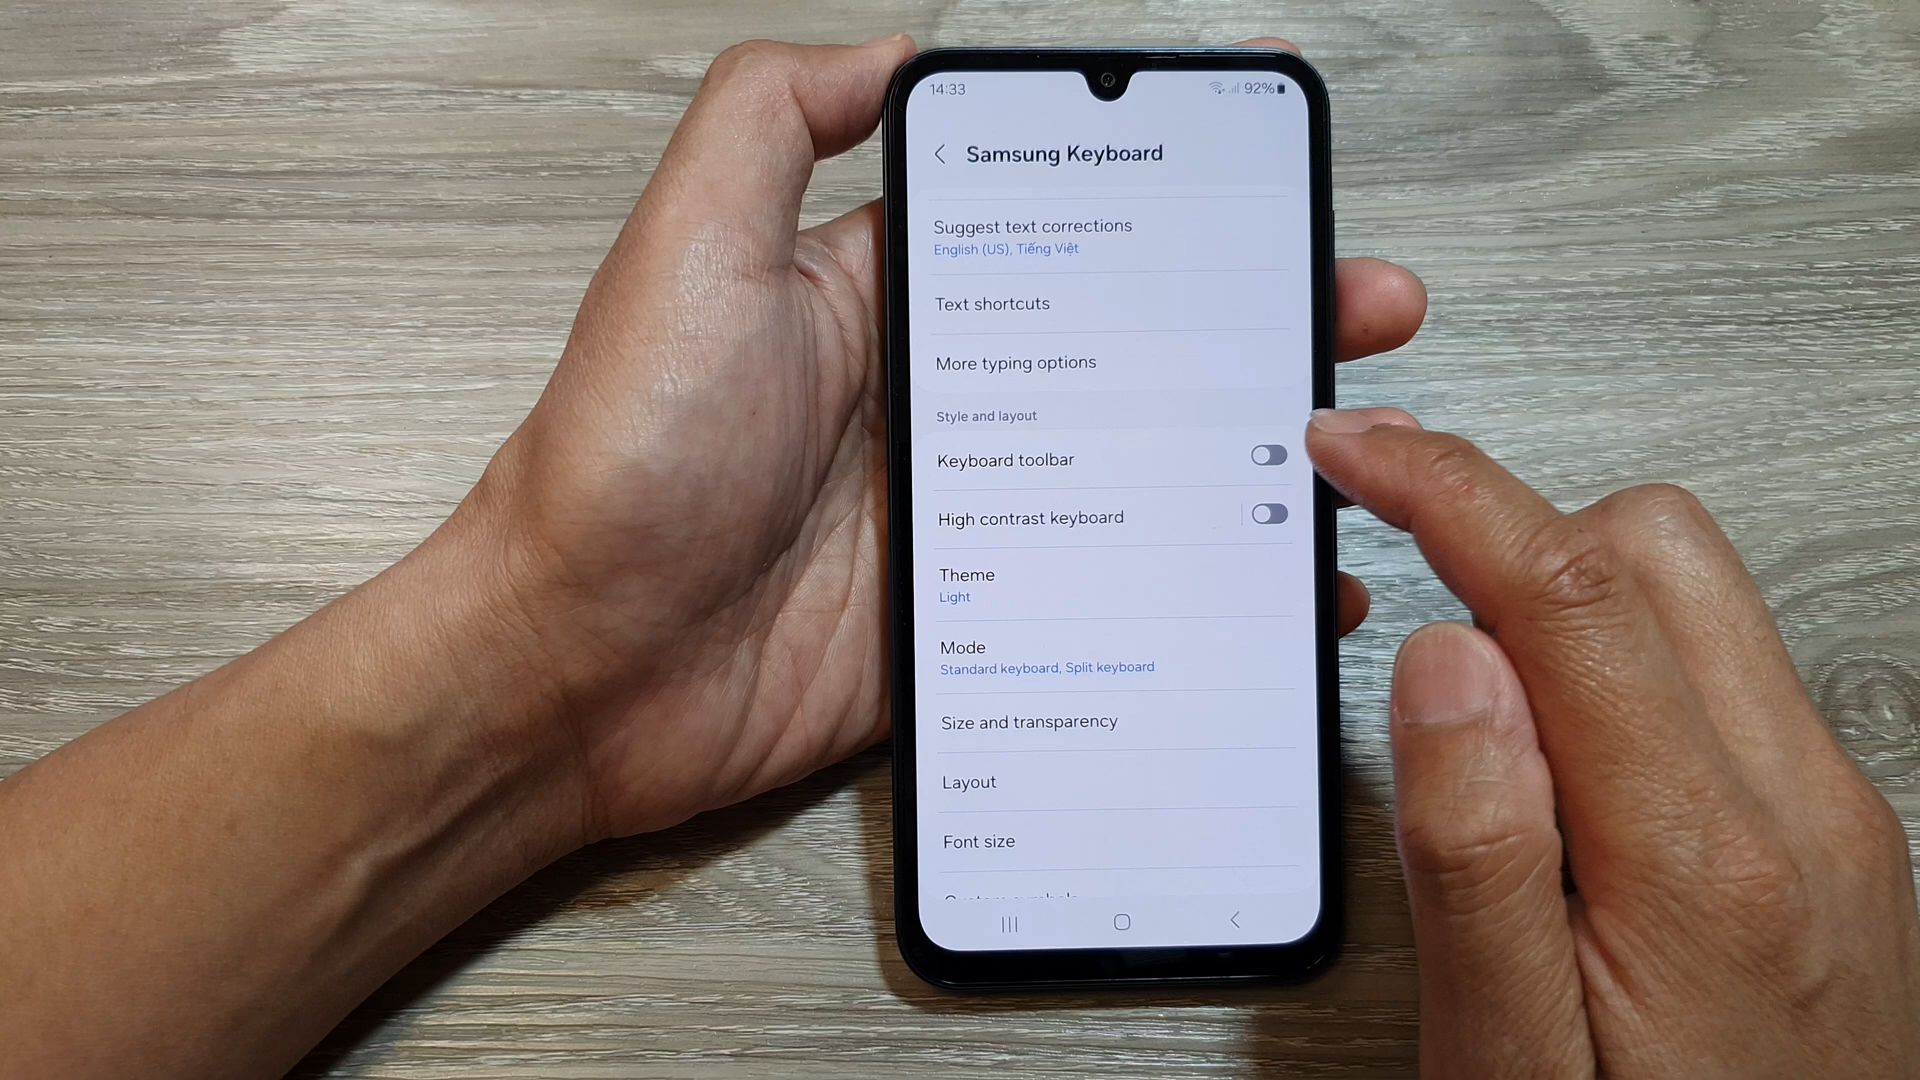 14:33
92%
Samsung Keyboard
Suggest text corrections
English (US), Tiếng Việt
Text shortcuts
More typing options
Style and layout
Keyboard toolbar
High contrast keyboard
Theme
Light
Mode
Standard keyboard, Split keyboard
Size and transparency
Layout
Font size